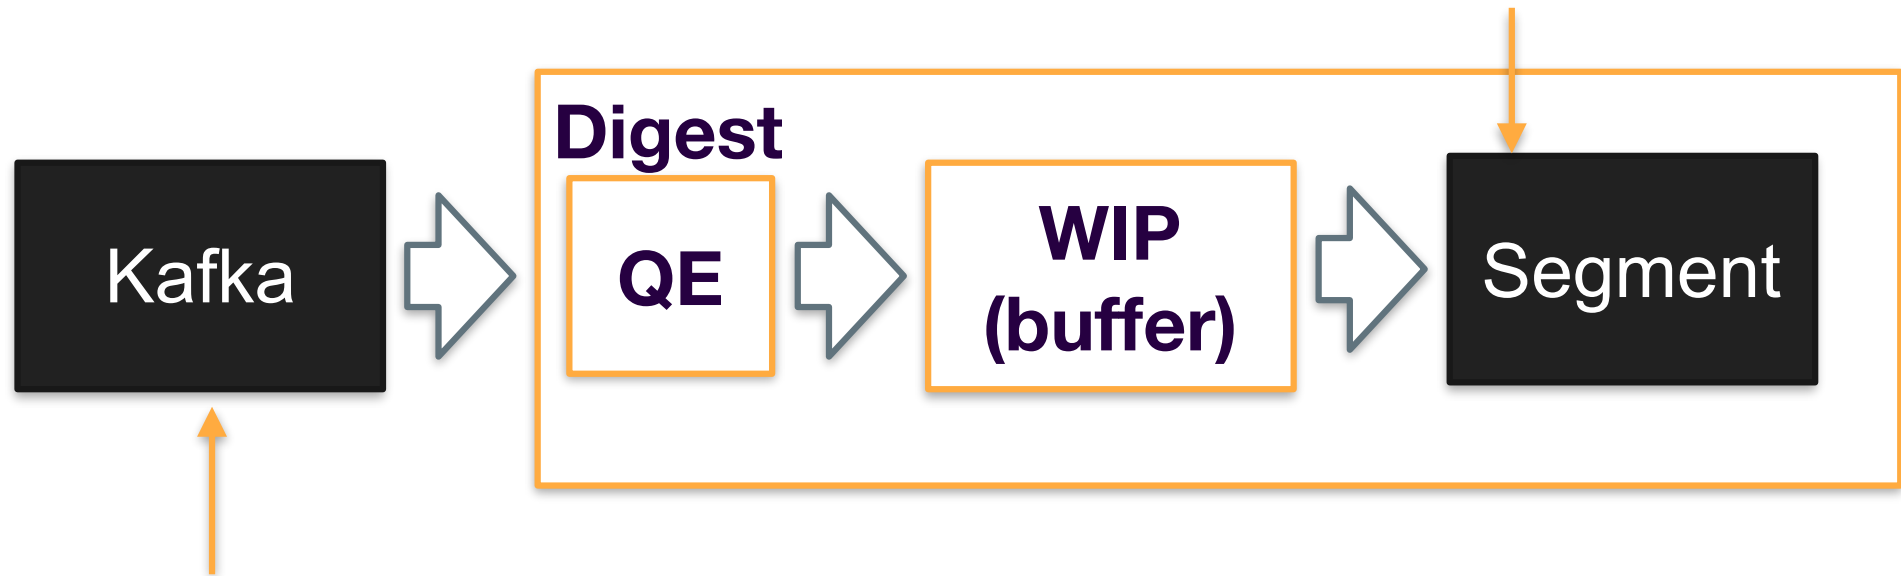 Digest
Kafka
QE
WIP
(buffer)
Segment